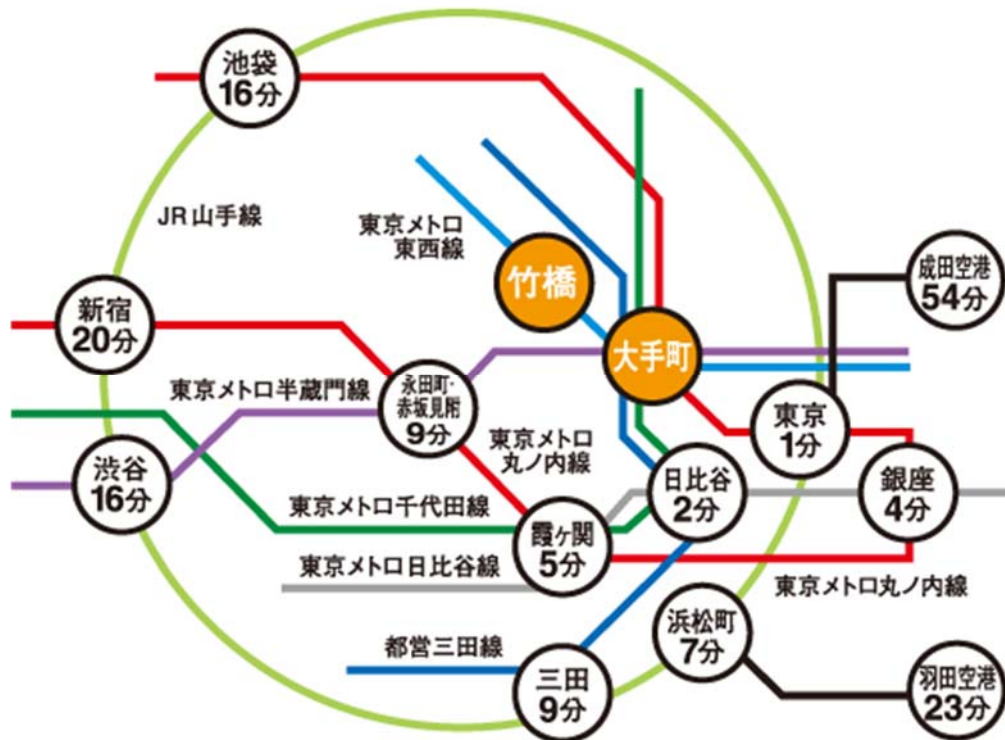 池袋
16分
JR山手線
東京メトロ
東西線
竹橋
成田空港
54分
新宿
20分
大手町
東京メトロ半蔵門線
永田町・
赤坂見附
9分
東京
1分
東京メトロ
丸ノ内線
渋谷
16分
日比谷
2分
銀座
4分
東京メトロ千代田線
霞ヶ関
5分
東京メトロ日比谷線
東京メトロ丸ノ内線
浜松町
7分
都営三田線
三田
9分
羽田空港
23分